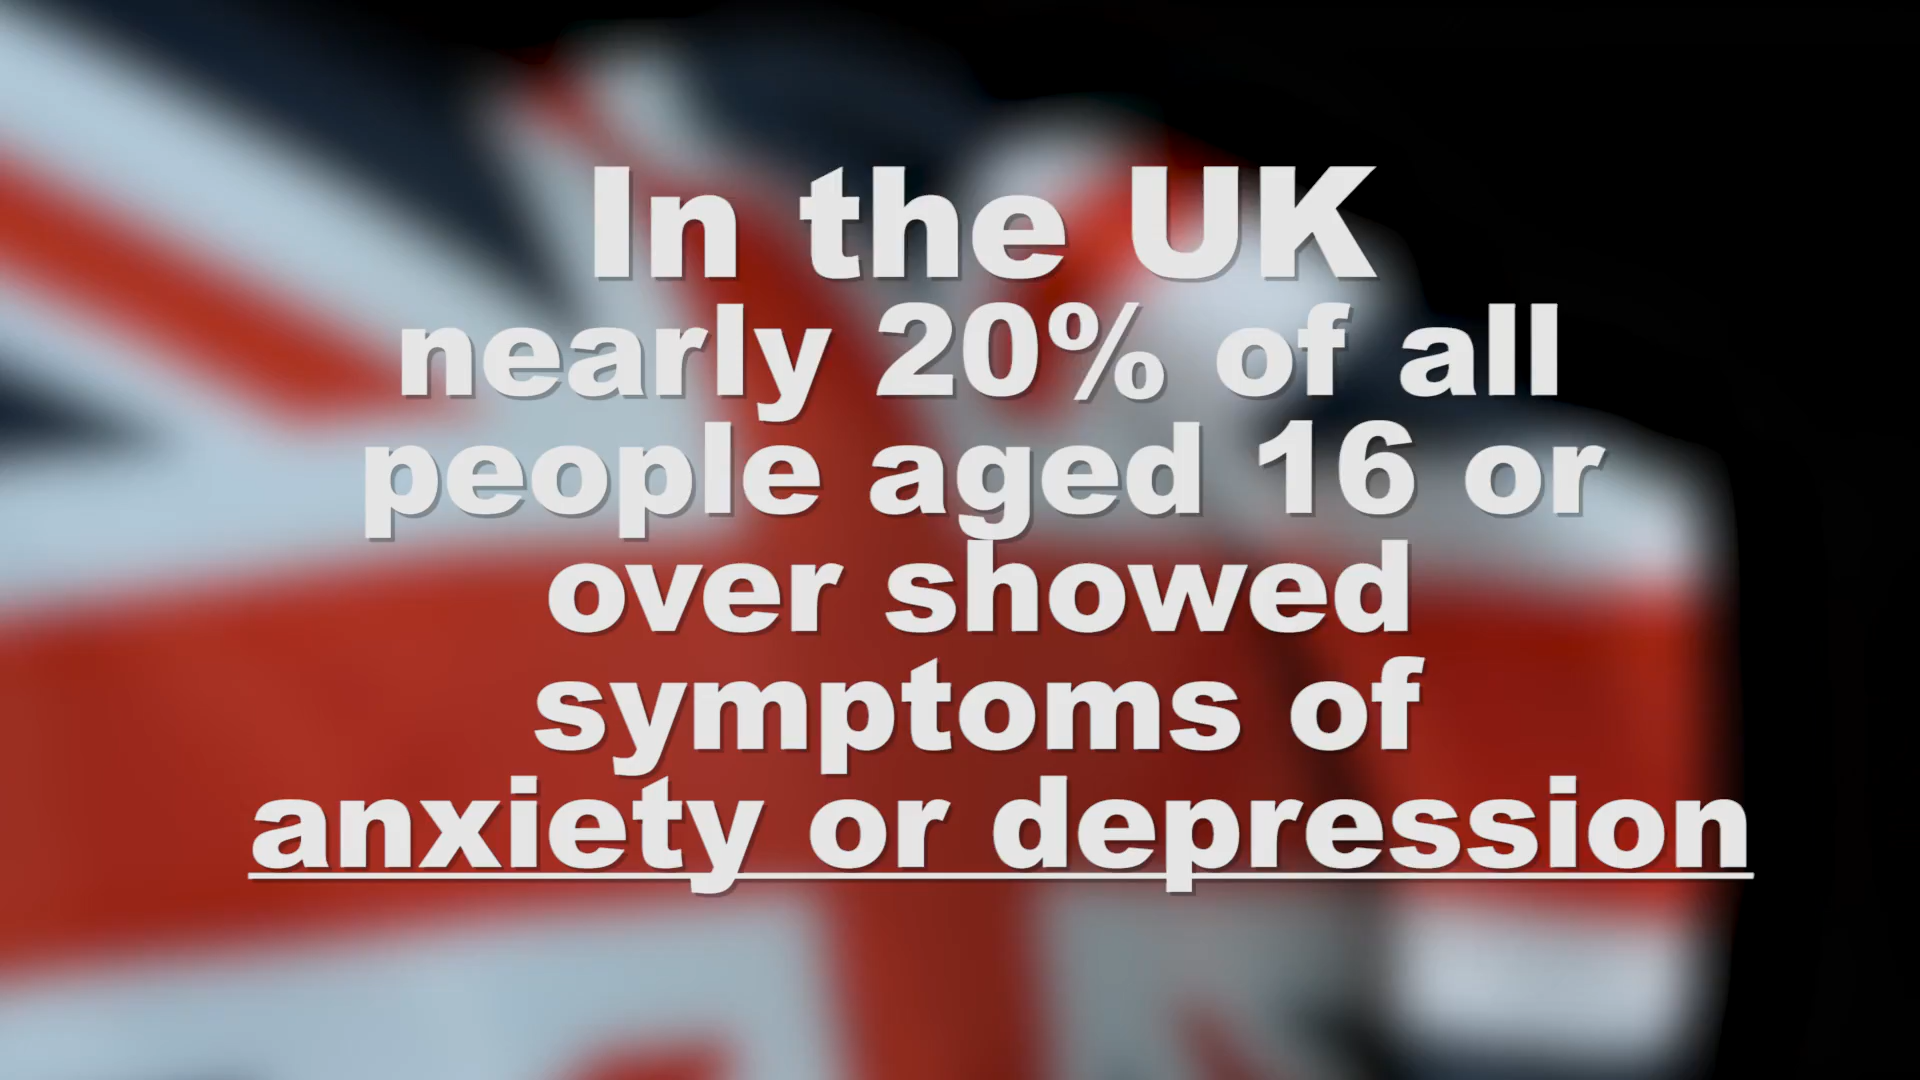 In the UK
nearly 20% of all
people aged 16 or
over showed
symptoms of
anxiety or depression